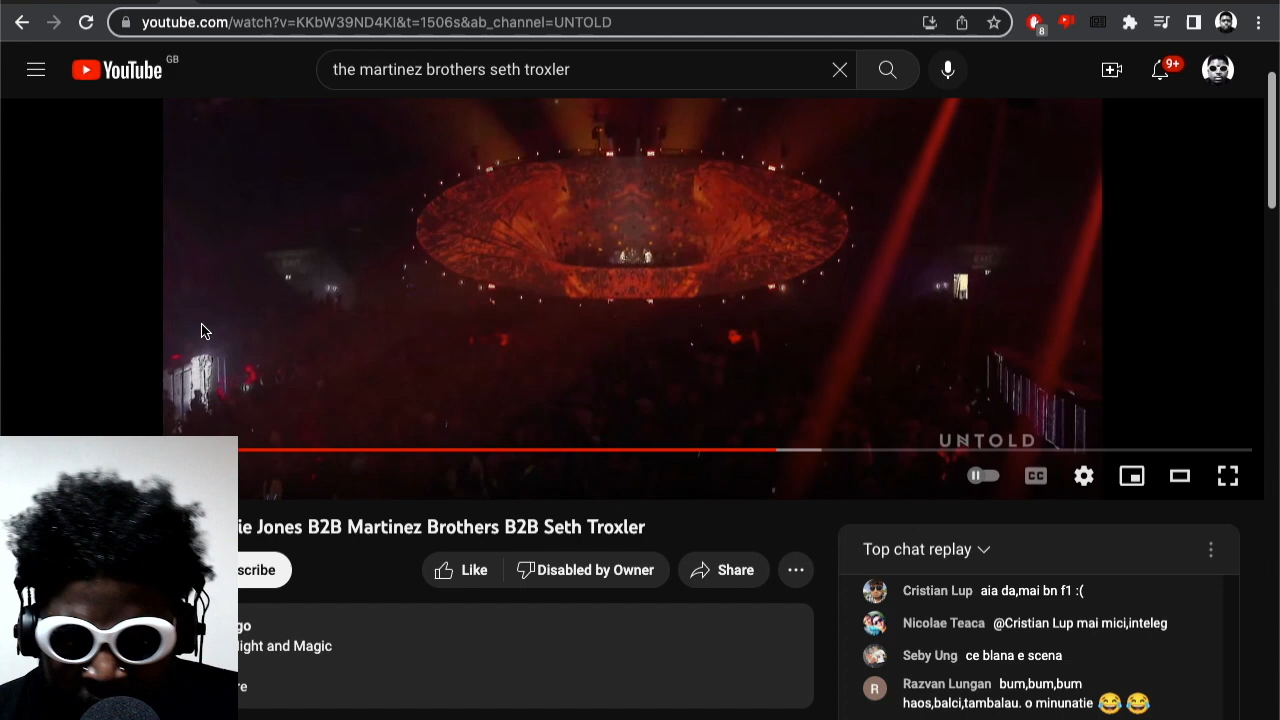 youtube.com/watch?v=KKbW39ND4KI&t=1506s&ab_channel=UNTOLD
8
YouTube GB
the martinez brothers seth troxler
9+
UNTOLD
CC
ie Jones B2B Martinez Brothers B2B Seth Troxler
scribe
Like
Disabled by Owner
Share
go
light and Magic
re
Top chat replay
Cristian Lup aia da,mai bn f1 :(
Nicolae Teaca @Cristian Lup mai mici,inteleg
Seby Ung ce blana e scena
R
Razvan Lungan bum,bum,bum
haos,balci,tambalau. o minunatie 😂 😂